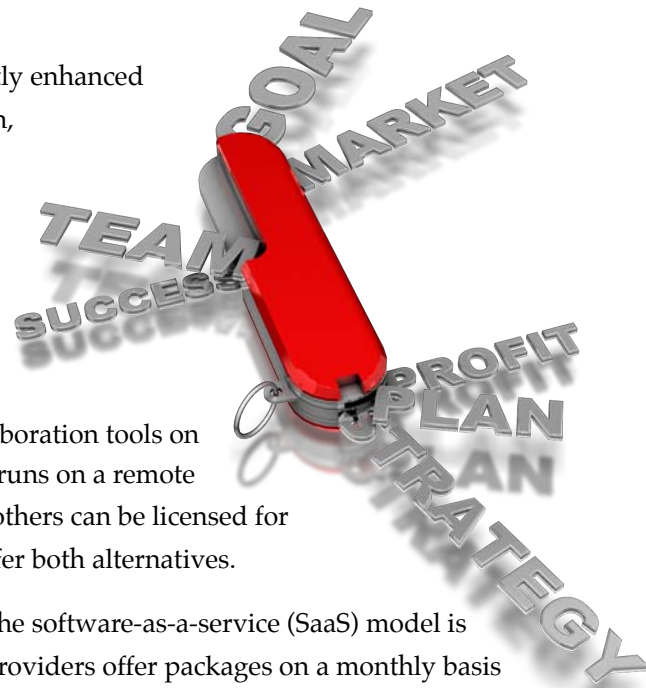 tly enhanced
n,
GOAL
MARKET
TEAM
SUCCESS
PROFIT
PLAN
STRATEGY
boration tools on
runs on a remote
others can be licensed for
fer both alternatives.
he software-as-a-service (SaaS) model is
roviders offer packages on a monthly basis